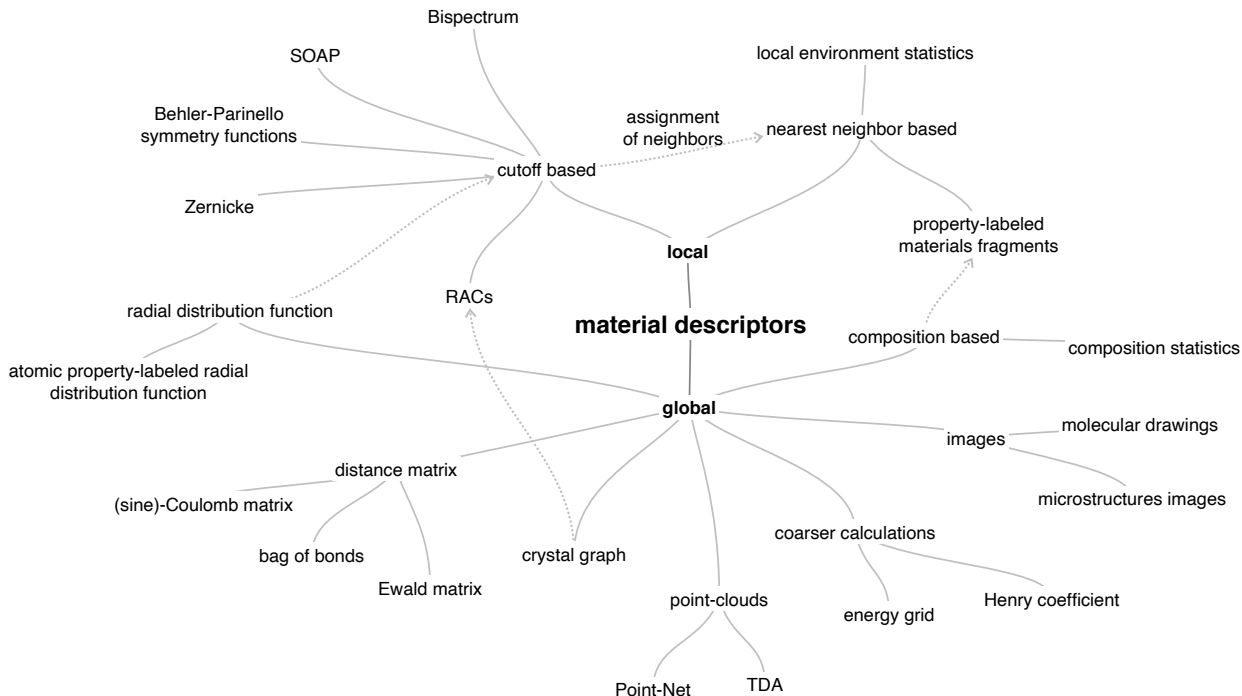 Bispectrum
SOAP
local environment statistics
Behler-Parinello
symmetry functions
assignment
of neighbors
nearest neighbor based
cutoff based
Zernicke
property-labeled
materials fragments
local
RACs
radial distribution function
material descriptors
composition based
composition statistics
atomic property-labeled radial
distribution function
global
molecular drawings
images
distance matrix
microstructures images
(sine)-Coulomb matrix
coarser calculations
bag of bonds
crystal graph
Ewald matrix
point-clouds
Henry coefficient
energy grid
Point-Net
TDA